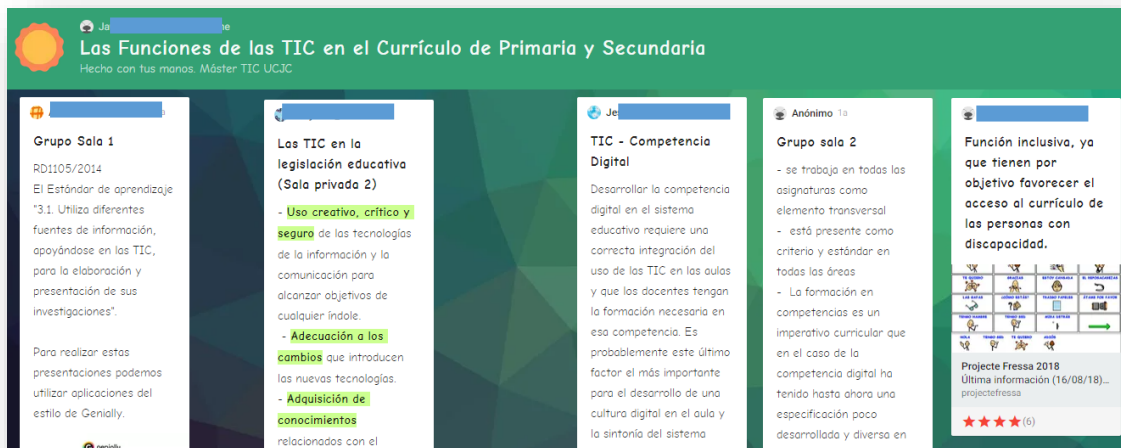 Las Funciones de las TIC en el Currículo de Primaria y Secundaria
Hecho con tus manos. Máster TIC UCJC
Grupo Sala 1
RD1105/2014
El Estándar de aprendizaje
"3.1. Utiliza diferentes
fuentes de información,
apoyándose en las TIC,
para la elaboración y
presentación de sus
investigaciones".
Para realizar estas
presentaciones podemos
utilizar aplicaciones del
estilo de Genially.
genially
Las TIC en la
legislación educativa
(Sala privada 2)
- Uso creativo, crítico y
seguro de las tecnologías
de la información y la
comunicación para
alcanzar objetivos de
cualquier índole.
- Adecuación a los
cambios que introducen
las nuevas tecnologías.
- Adquisición de
conocimientos
relacionados con el
TIC - Competencia
Digital
Desarrollar la competencia
digital en el sistema
educativo requiere una
correcta integración del
uso de las TIC en las aulas
y que los docentes tengan
la formación necesaria en
esa competencia. Es
probablemente este último
factor el más importante
para el desarrollo de una
cultura digital en el aula y
la sintonía del sistema
Anónimo 1a
Grupo sala 2
- se trabaja en todas las
asignaturas como
elemento transversal
- está presente como
criterio y estándar en
todas las áreas
- La formación en
competencias es un
imperativo curricular que
en el caso de la
competencia digital ha
tenido hasta ahora una
especificación poco
desarrollada y diversa en
Función inclusiva, ya
que tienen por
objetivo favorecer el
acceso al currículo de
las personas con
discapacidad.
TE QUIERO
GRACIAS
Projecte Fressa 2018
Última información (16/08/18)...
projectefressa
(6)